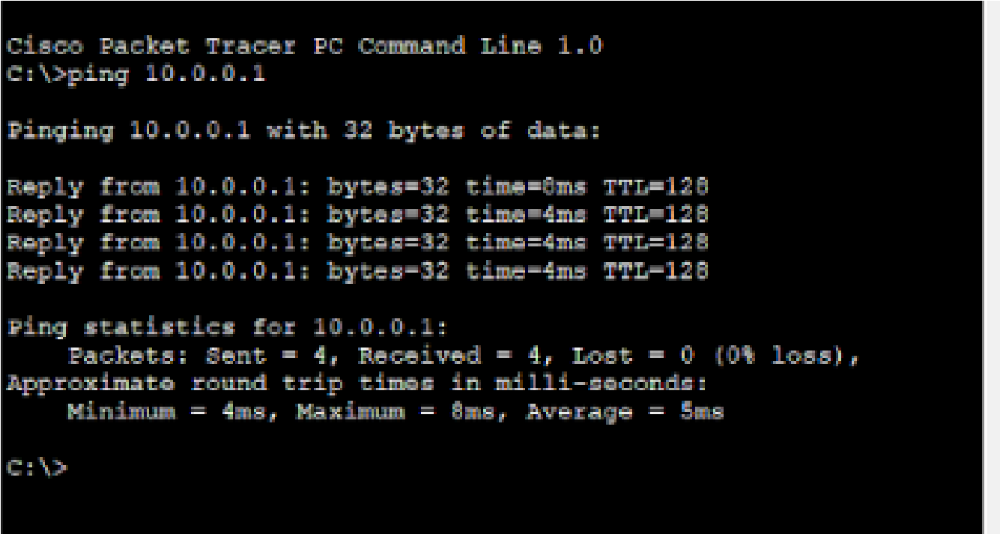 Cisco Packet Tracer PC Command Line 1.0
C:\>ping 10.0.0.1
Pinging 10.0.0.1 with 32 bytes of data:
Reply from 10.0.0.1: bytes=32 time=8ms TTL=128
Reply from 10.0.0.1: bytes=32 time=4ms TTL=128
Reply from 10.0.0.1: bytes=32 time=4ms TTL=128
Reply from 10.0.0.1: bytes=32 time=4ms TTL=128
Ping statistics for 10.0.0.1:
Packets: Sent = 4, Received = 4, Lost = 0 (0% loss),
Approximate round trip times in milli-seconds:
Minimum = 4ms, Maximum = 8ms, Average = 5ms
C:\>